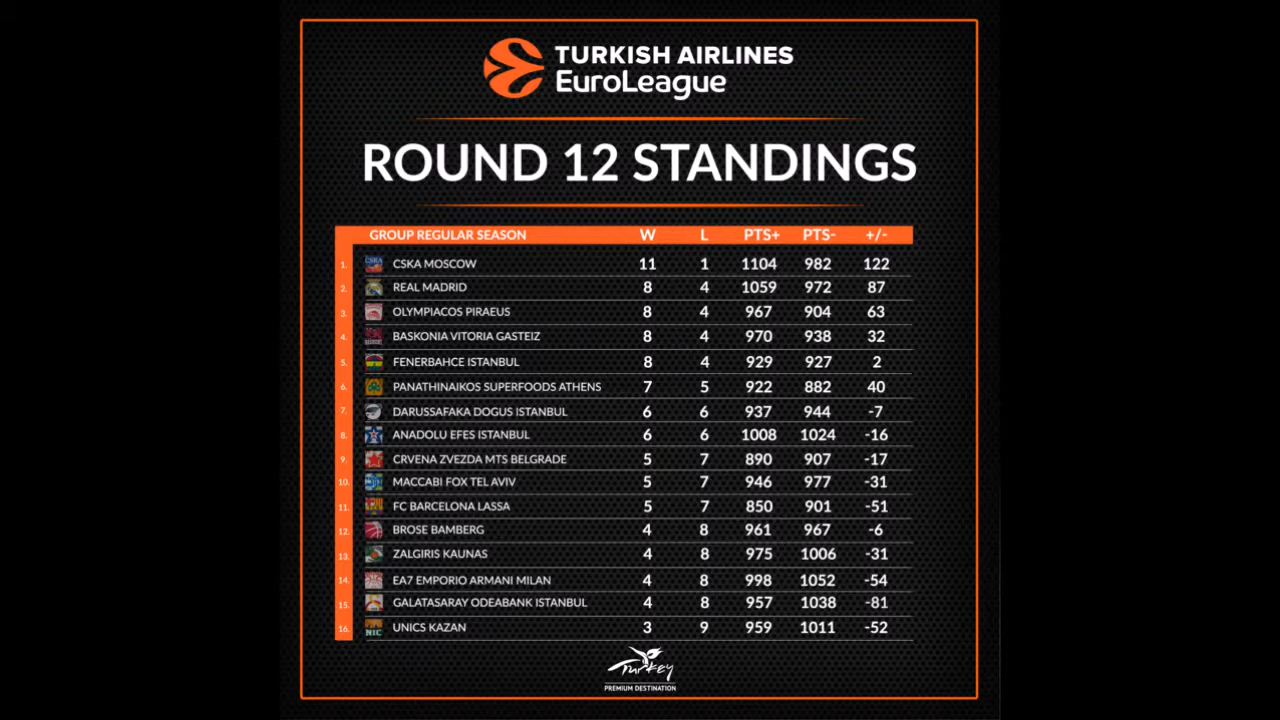 TURKISH AIRLINES
EuroLeague
ROUND 12 STANDINGS
GROUP REGULAR SEASON W L PTS+ PTS- +/-
1. CSKA MOSCOW 11 1 1104 982 122
2. REAL MADRID 8 4 1059 972 87
3. OLYMPIACOS PIRAEUS 8 4 967 904 63
4. BASKONIA VITORIA GASTEIZ 8 4 970 938 32
5. FENERBAHCE ISTANBUL 8 4 929 927 2
6. PANATHINAIKOS SUPERFOODS ATHENS 7 5 922 882 40
7. DARUSSAFAKA DOGUS ISTANBUL 6 6 937 944 -7
8. ANADOLU EFES ISTANBUL 6 6 1008 1024 -16
9. CRVENA ZVEZDA MTS BELGRADE 5 7 890 907 -17
10. MACCABI FOX TEL AVIV 5 7 946 977 -31
11. FC BARCELONA LASSA 5 7 850 901 -51
12. BROSE BAMBERG 4 8 961 967 -6
13. ZALGIRIS KAUNAS 4 8 975 1006 -31
14. EA7 EMPORIO ARMANI MILAN 4 8 998 1052 -54
15. GALATASARAY ODEABANK ISTANBUL 4 8 957 1038 -81
16. UNICS KAZAN 3 9 959 1011 -52
Turkey
PREMIUM DESTINATION